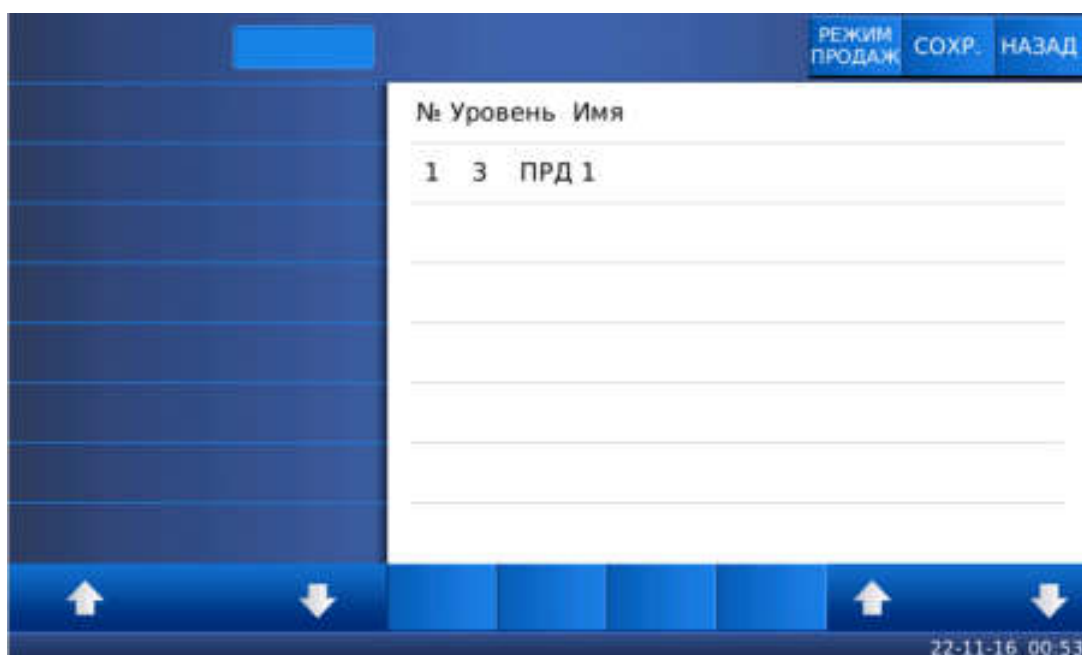 РЕЖИМ
ПРОДАЖ
СОХР.
НАЗАД
№ Уровень Имя
1 3 ПРД 1
22-11-16 00:53